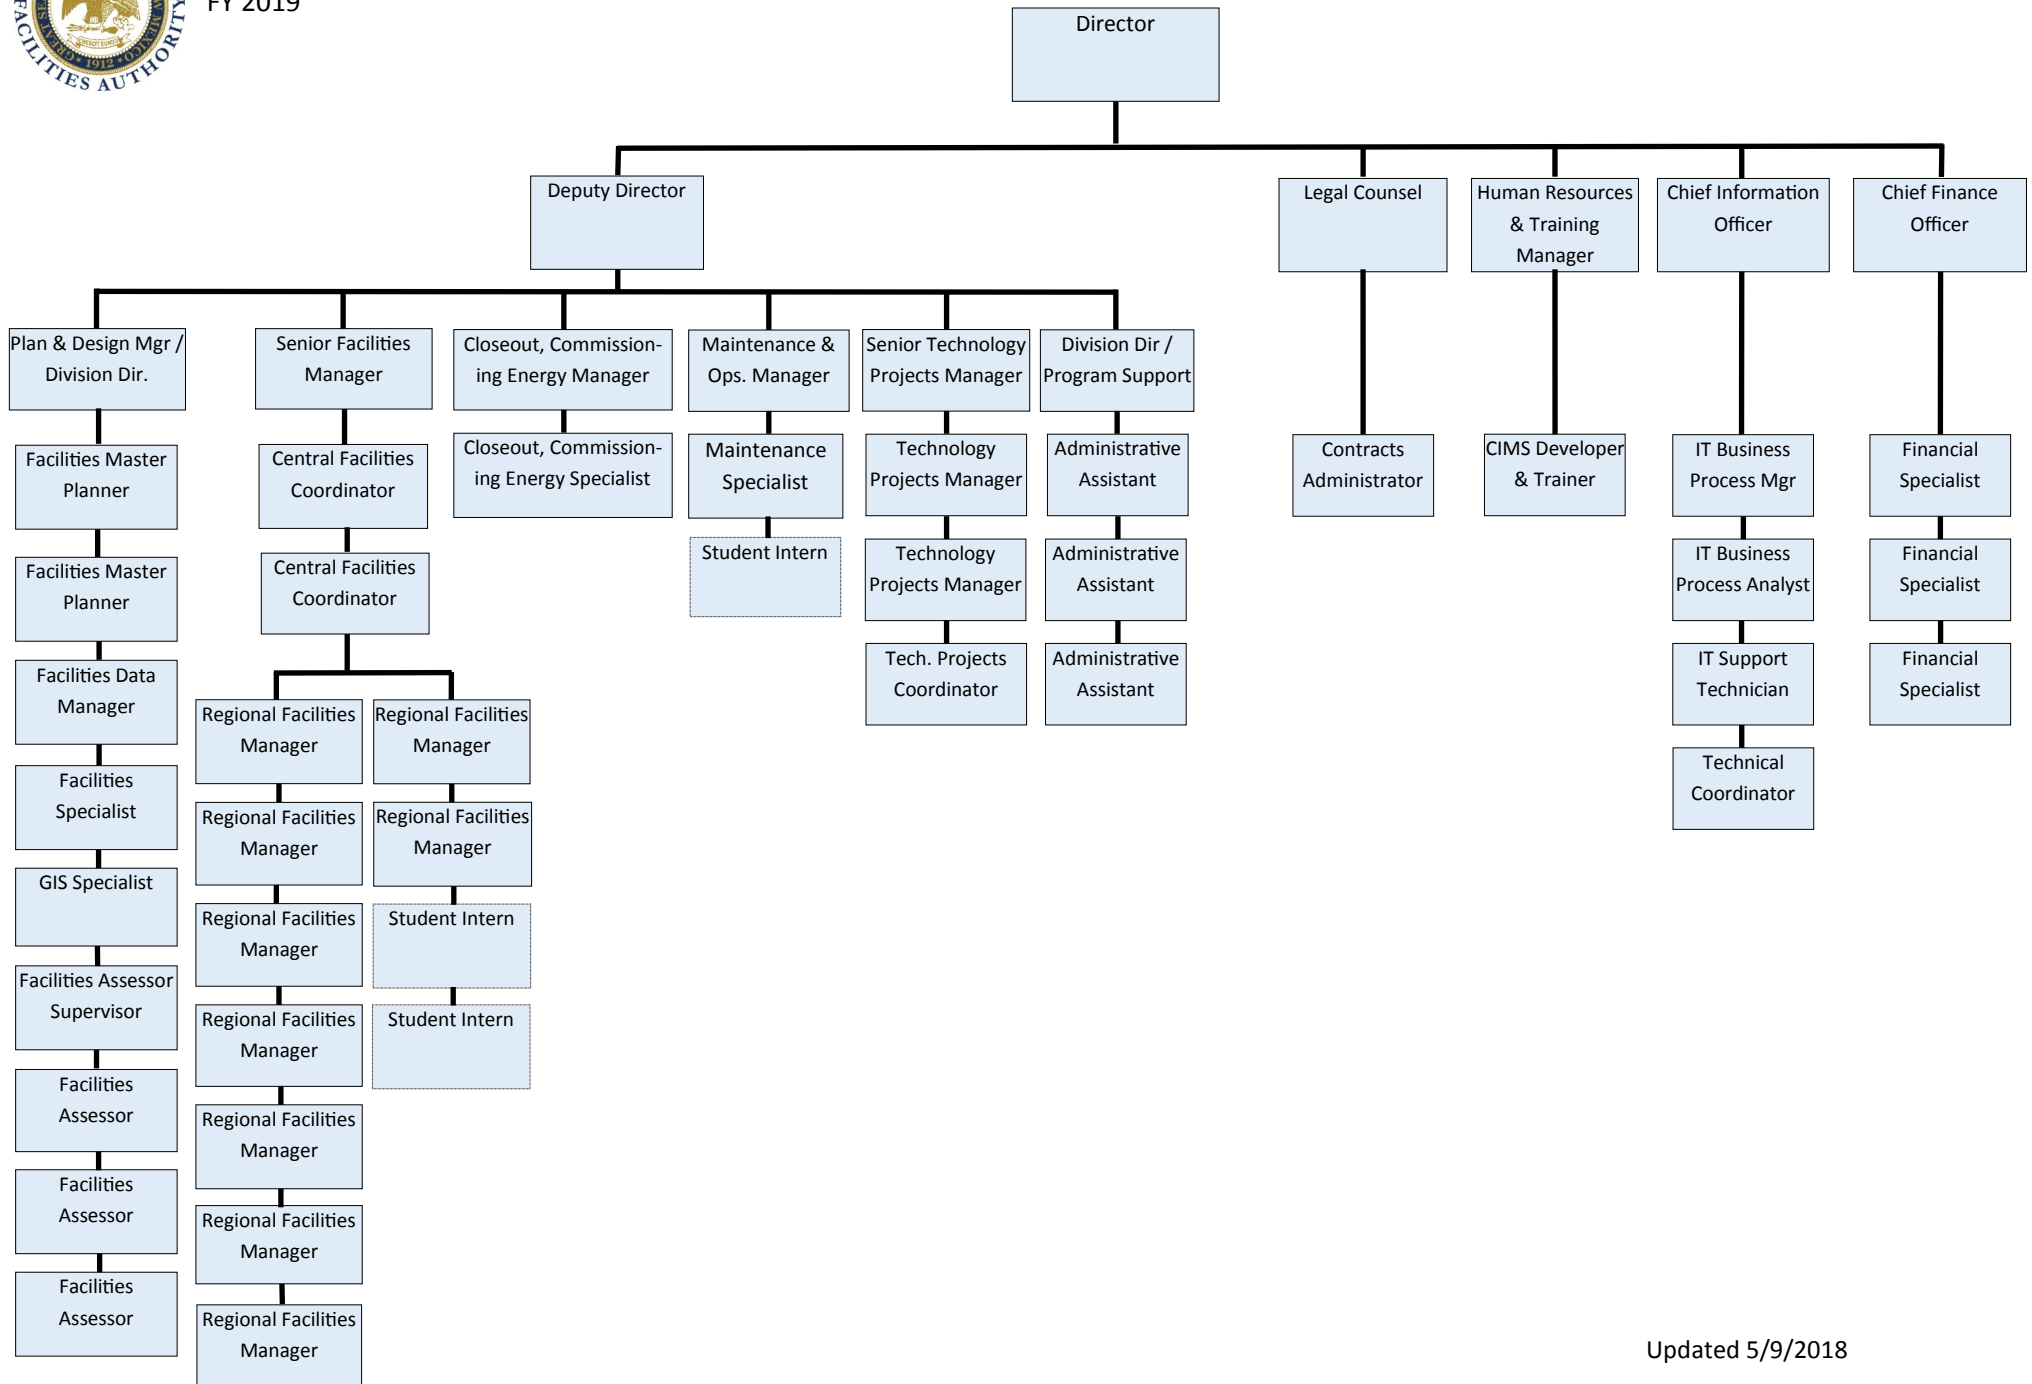 FACILITIES AUTHORITY
GREAT SE
W MEXICO
CRESCIT EUNDO
1912
FY 2019
Director
Deputy Director
Legal Counsel
Human Resources
& Training
Manager
Chief Information
Officer
Chief Finance
Officer
Plan & Design Mgr /
Division Dir.
Senior Facilities
Manager
Closeout, Commission-
ing Energy Manager
Maintenance &
Ops. Manager
Senior Technology
Projects Manager
Division Dir /
Program Support
Facilities Master
Planner
Facilities Master
Planner
Facilities Data
Manager
Facilities
Specialist
GIS Specialist
Facilities Assessor
Supervisor
Facilities
Assessor
Facilities
Assessor
Facilities
Assessor
Central Facilities
Coordinator
Central Facilities
Coordinator
Regional Facilities
Manager
Regional Facilities
Manager
Regional Facilities
Manager
Regional Facilities
Manager
Regional Facilities
Manager
Regional Facilities
Manager
Regional Facilities
Manager
Regional Facilities
Manager
Regional Facilities
Manager
Student Intern
Student Intern
Closeout, Commission-
ing Energy Specialist
Maintenance
Specialist
Student Intern
Technology
Projects Manager
Technology
Projects Manager
Tech. Projects
Coordinator
Administrative
Assistant
Administrative
Assistant
Administrative
Assistant
Contracts
Administrator
CIMS Developer
& Trainer
IT Business
Process Mgr
IT Business
Process Analyst
IT Support
Technician
Technical
Coordinator
Financial
Specialist
Financial
Specialist
Financial
Specialist
Updated 5/9/2018